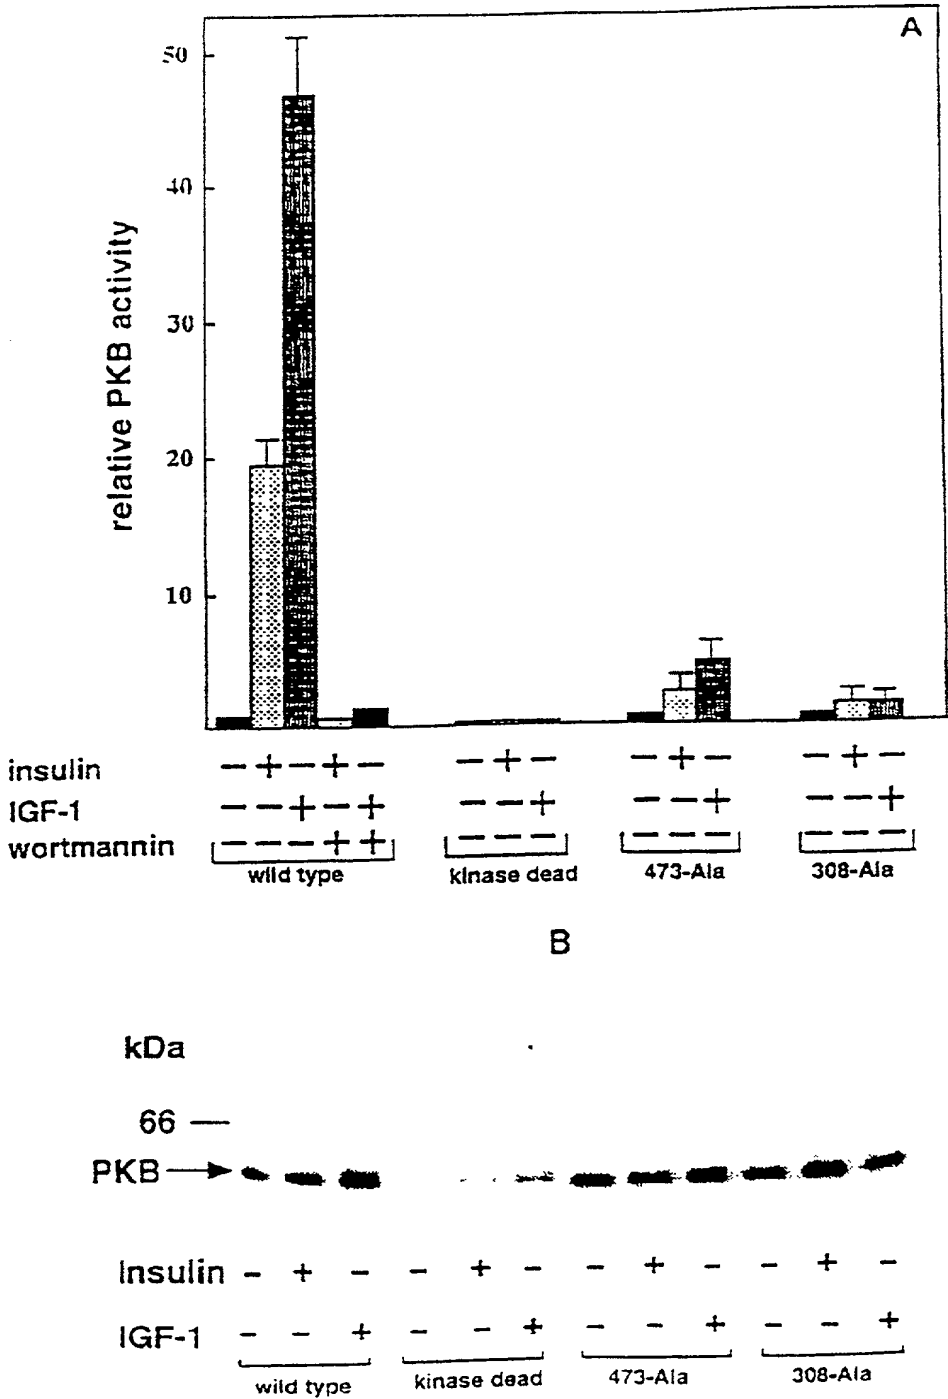 A
50
40
30
20
10
relative PKB activity
insulin − + − + − − + − − + − − + −
IGF-1 − − + − + − − + − − + − − +
wortmannin − − − + + − − − − − − − − −
wild type kinase dead 473-Ala 308-Ala
B
kDa
66
PKB
Insulin − + − − + − − + − − + −
IGF-1 − − + − − + − − + − − +
wild type kinase dead 473-Ala 308-Ala